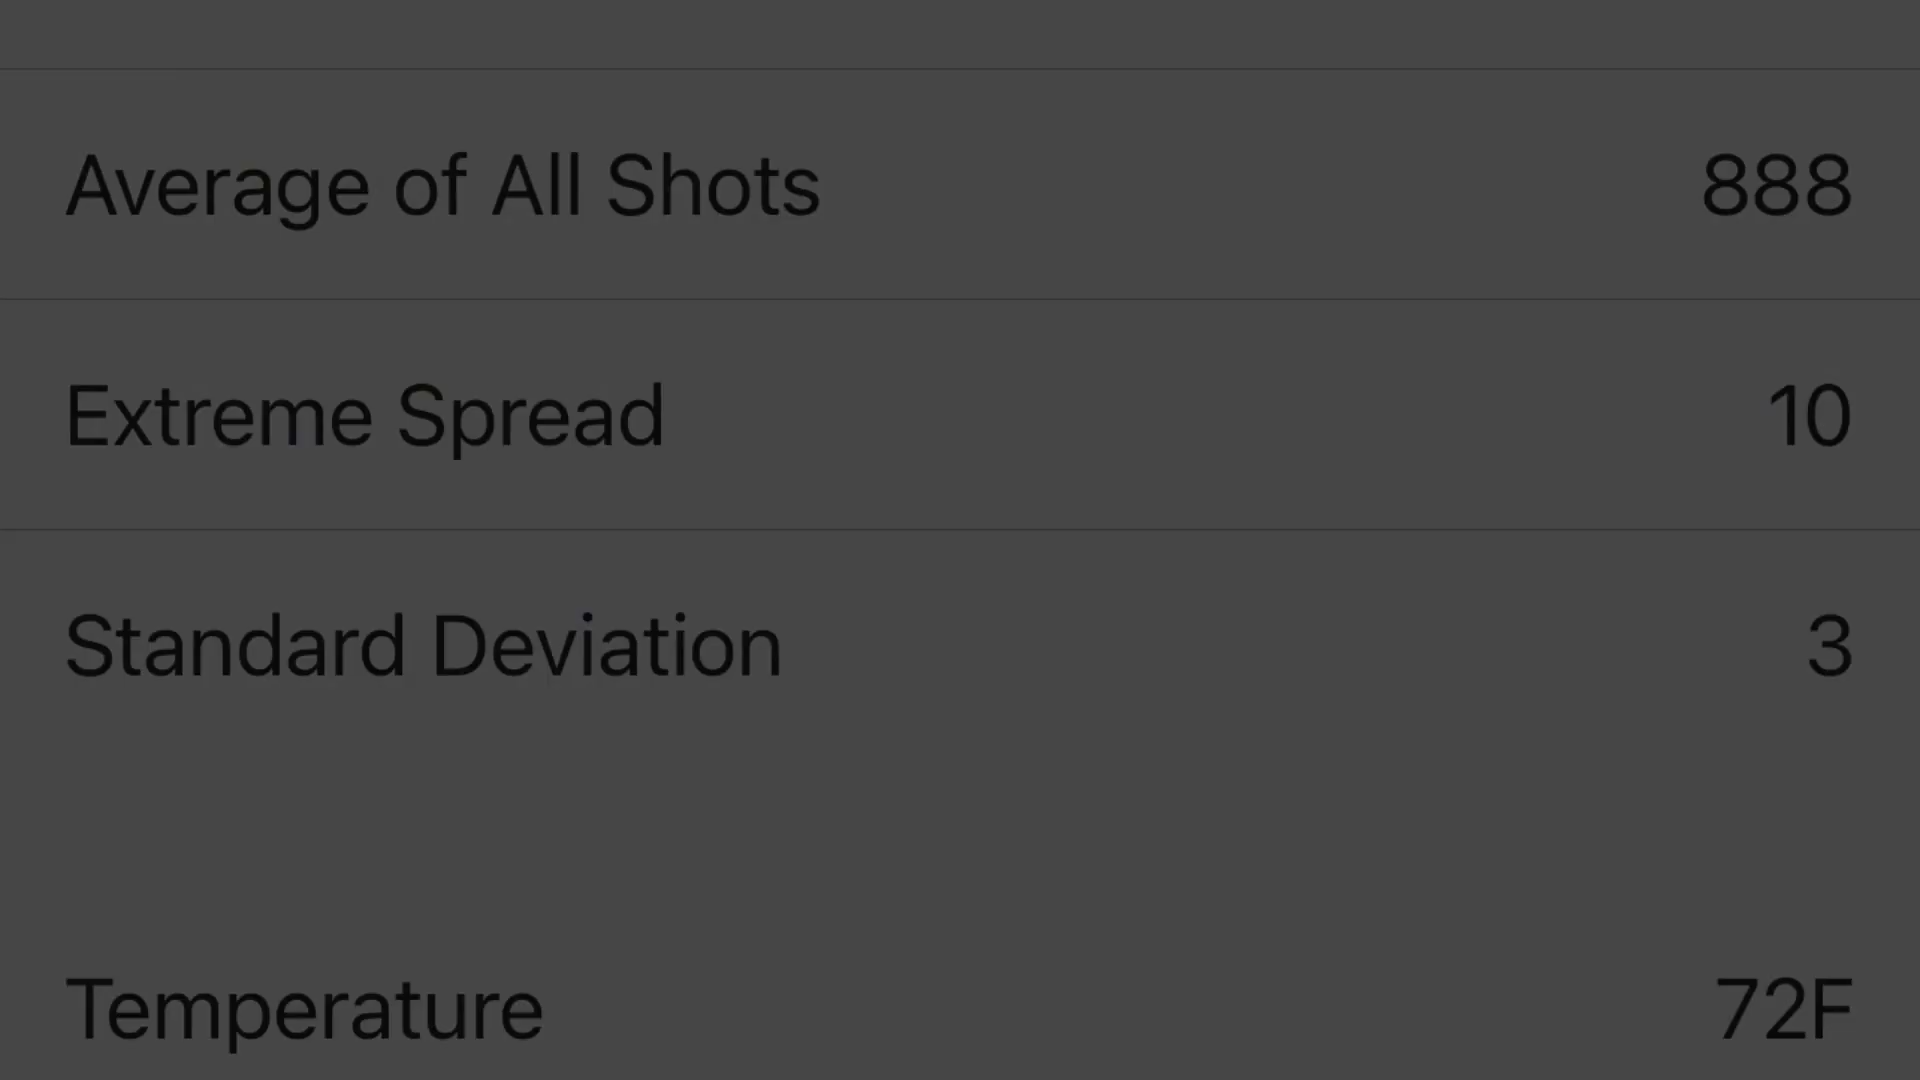 Average of All Shots 888
Extreme Spread 10
Standard Deviation 3
Temperature 72F